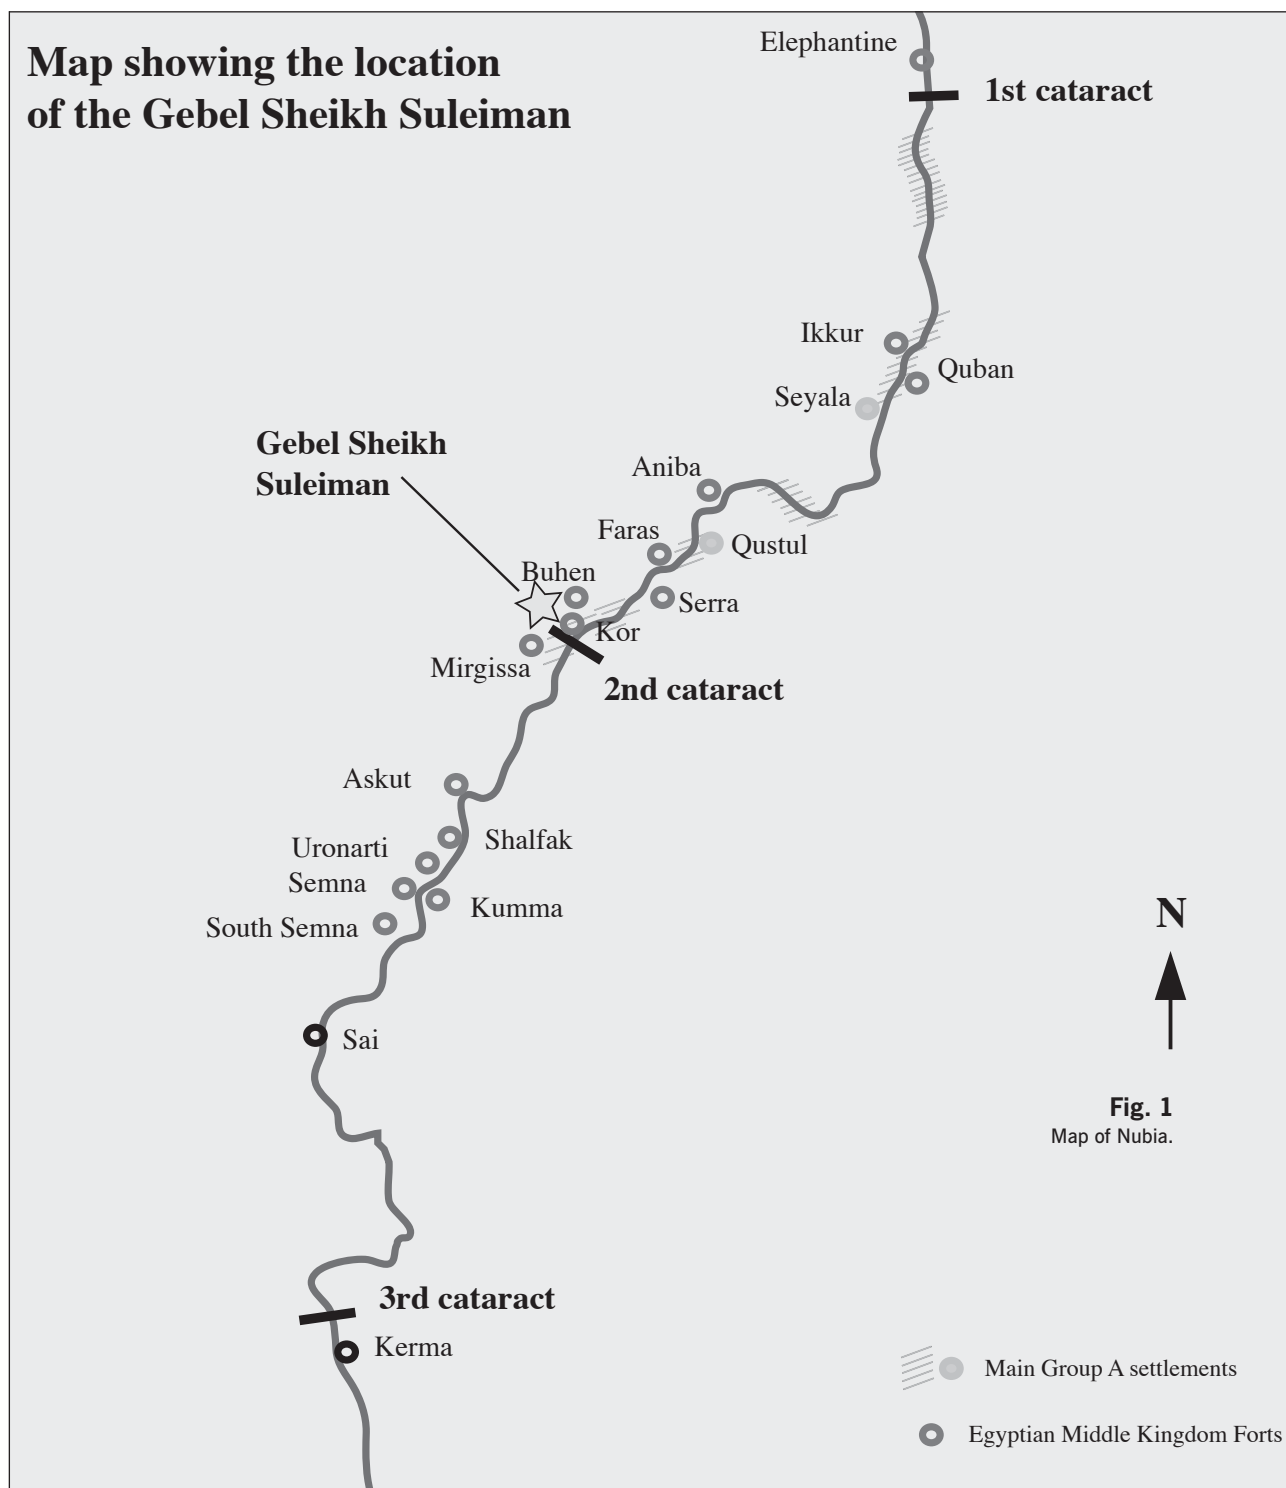 Map showing the location
of the Gebel Sheikh Suleiman
Elephantine
1st cataract
Ikkur
Quban
Seyala
Gebel Sheikh
Suleiman
Aniba
Faras
Qustul
Buhen
Serra
Kor
Mirgissa
2nd cataract
Askut
Shalfak
Uronarti
Semna
Kumma
South Semna
N
Sai
Fig. 1
Map of Nubia.
3rd cataract
Kerma
Main Group A settlements
Egyptian Middle Kingdom Forts